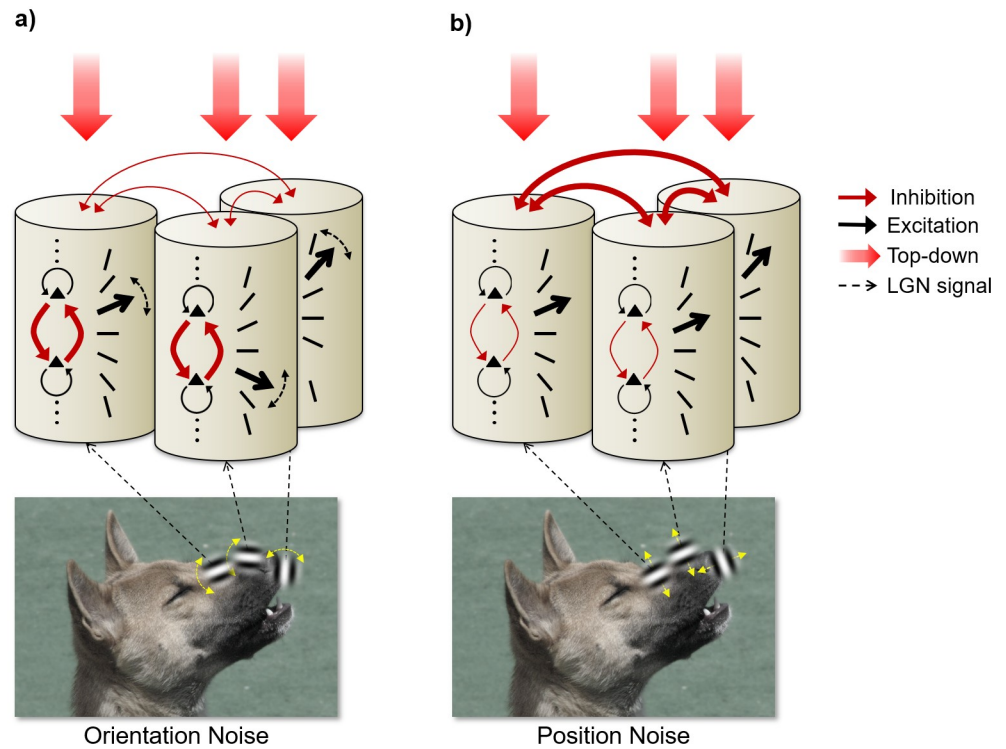 a)
b)
Inhibition
Excitation
Top-down
LGN signal
Orientation Noise
Position Noise